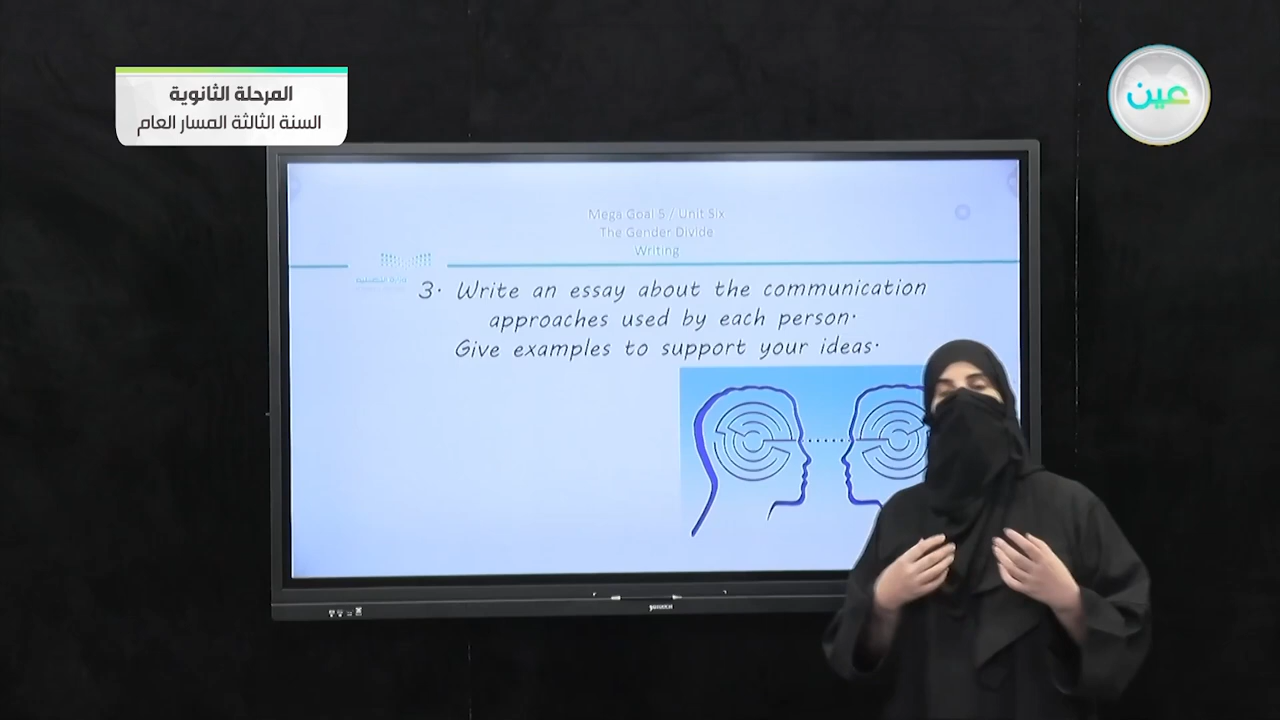 المرحلة الثانوية
السنة الثالثة المسار العام
عين
Mega Goal 5 / Unit Six
The Gender Divide
Writing
3. Write an essay about the communication
approaches used by each person.
Give examples to support your ideas.